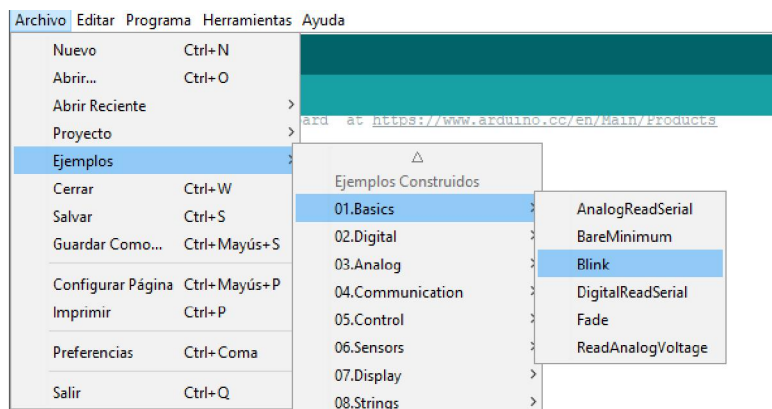 Archivo Editar Programa Herramientas Ayuda
Nuevo Ctrl+N
Abrir... Ctrl+O
Abrir Reciente
Proyecto
Ejemplos
Cerrar Ctrl+W
Salvar Ctrl+S
Guardar Como... Ctrl+Mayús+S
Configurar Página Ctrl+Mayús+P
Imprimir Ctrl+P
Preferencias Ctrl+Coma
Salir Ctrl+Q
ard at https://www.arduino.cc/en/Main/Products
Ejemplos Construidos
01.Basics
02.Digital
03.Analog
04.Communication
05.Control
06.Sensors
07.Display
08.Strings
AnalogReadSerial
BareMinimum
Blink
DigitalReadSerial
Fade
ReadAnalogVoltage